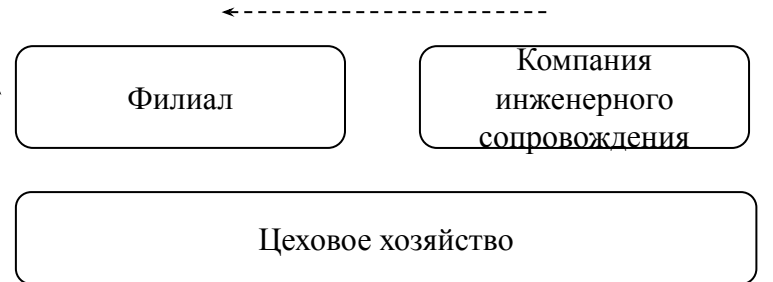 Филиал
Компания
инженерного
сопровождения
Цеховое хозяйство